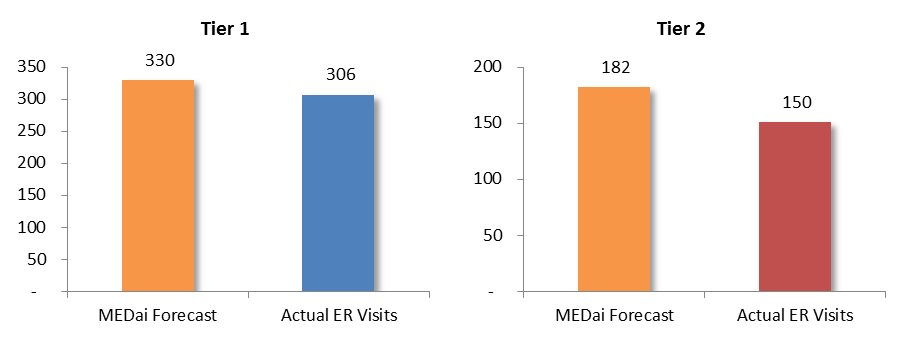 Tier 1
330
306
350
300
250
200
150
100
50
-
MEDai Forecast
Actual ER Visits
Tier 2
182
150
200
150
100
50
-
MEDai Forecast
Actual ER Visits